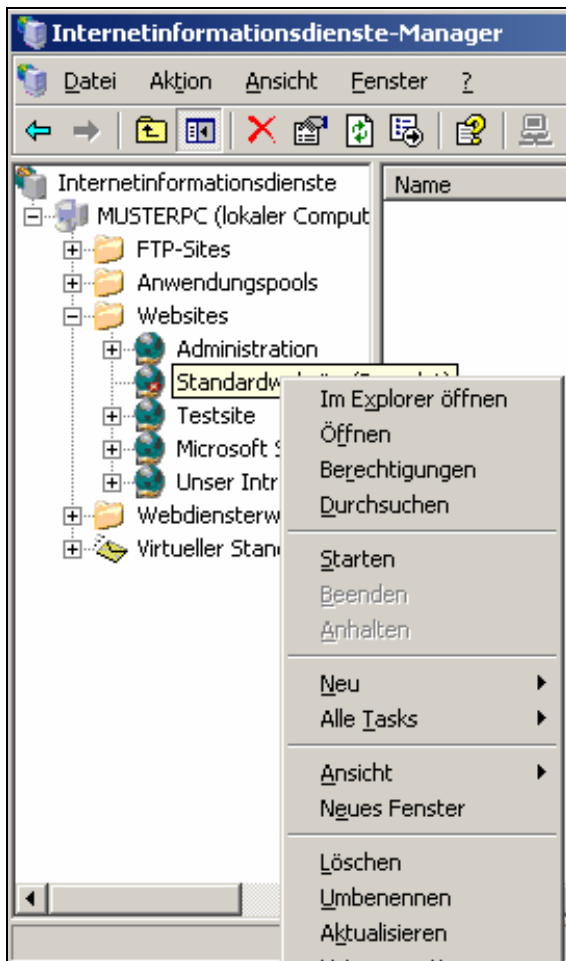 Internetinformationsdienste-Manager
Datei Aktion Ansicht Fenster ?
Internetinformationsdienste
Name
MUSTERPC (lokaler Comput
FTP-Sites
Anwendungspools
Websites
Administration
Standardw
Testsite
Microsoft S
Unser Intr
Webdiensterw
Virtueller Stan
Im Explorer öffnen
Öffnen
Berechtigungen
Durchsuchen
Starten
Beenden
Anhalten
Neu
Alle Tasks
Ansicht
Neues Fenster
Löschen
Umbenennen
Aktualisieren